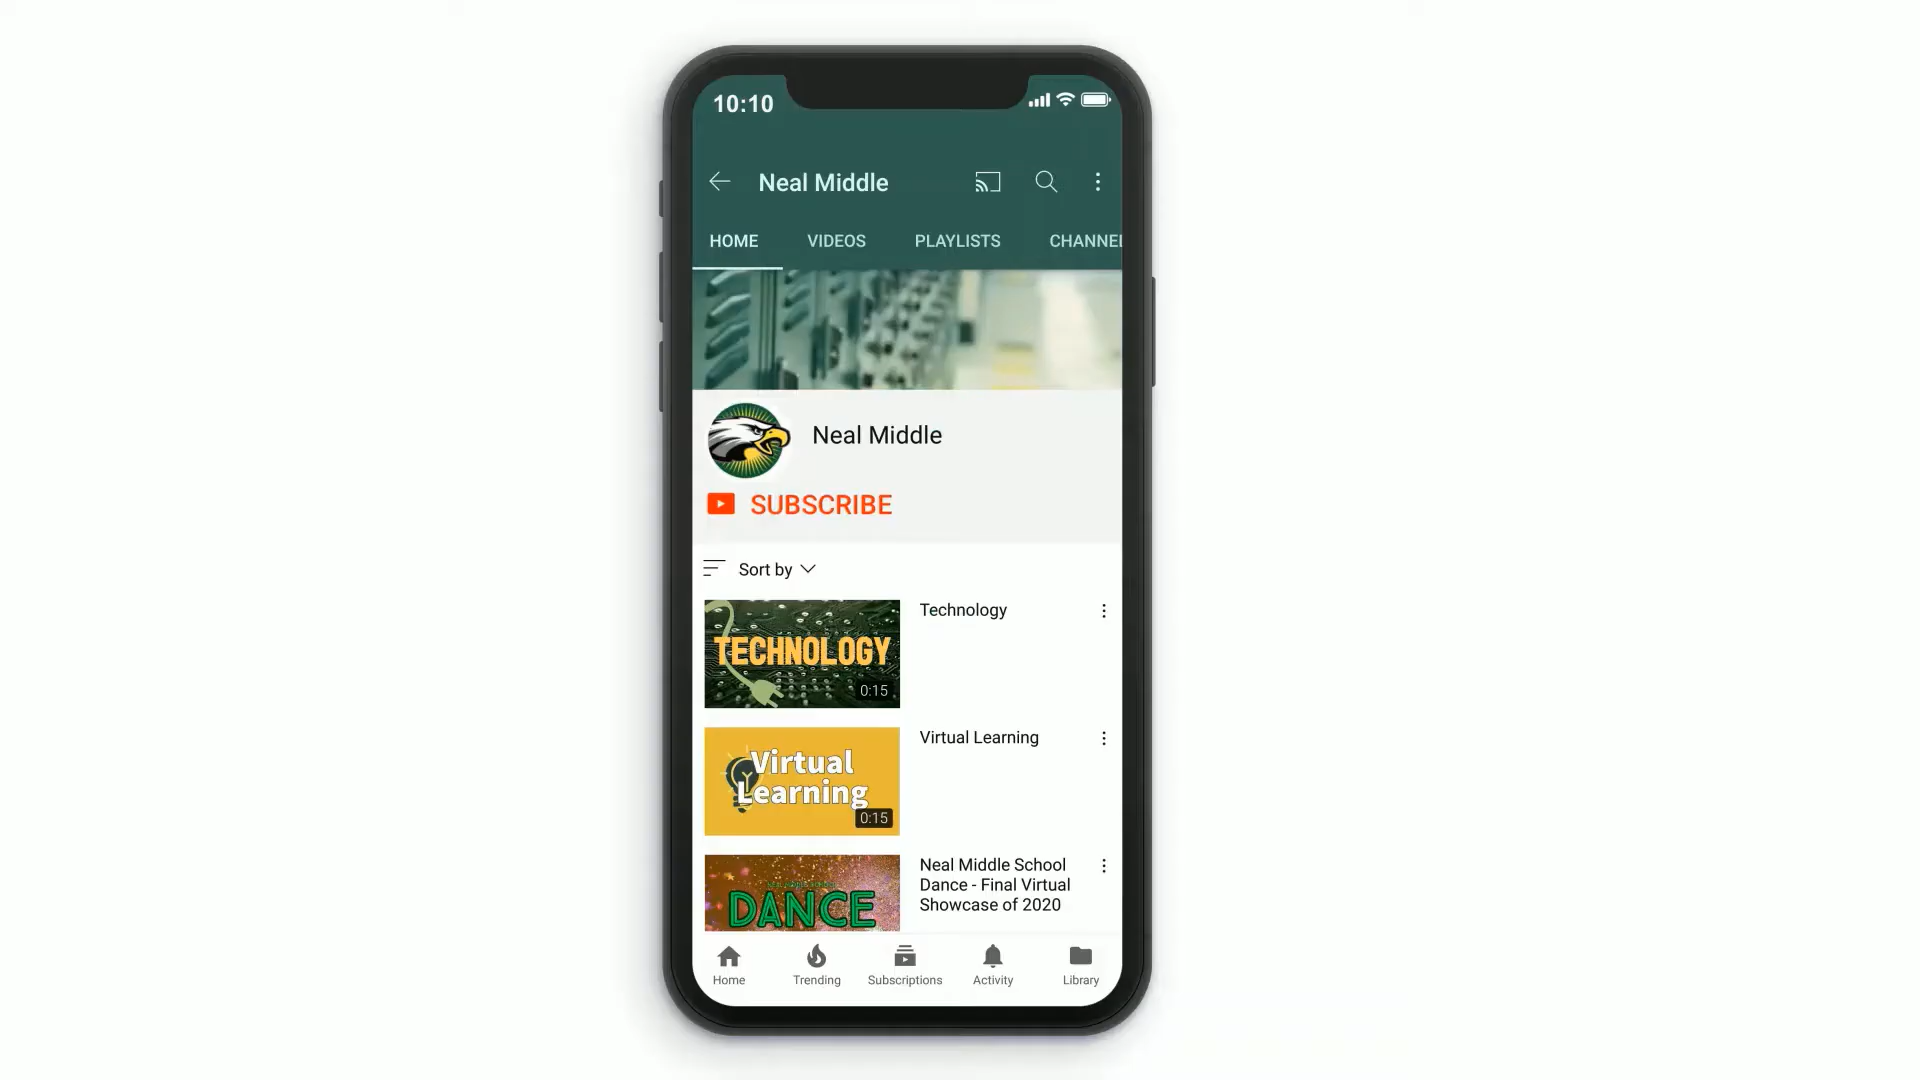 10:10
Neal Middle
HOME VIDEOS PLAYLISTS CHANNEL
Neal Middle
SUBSCRIBE
Sort by
TECHNOLOGY
0:15
Technology
Virtual
Learning
0:15
Virtual Learning
DANCE
Neal Middle School
Dance - Final Virtual
Showcase of 2020
Home Trending Subscriptions Activity Library